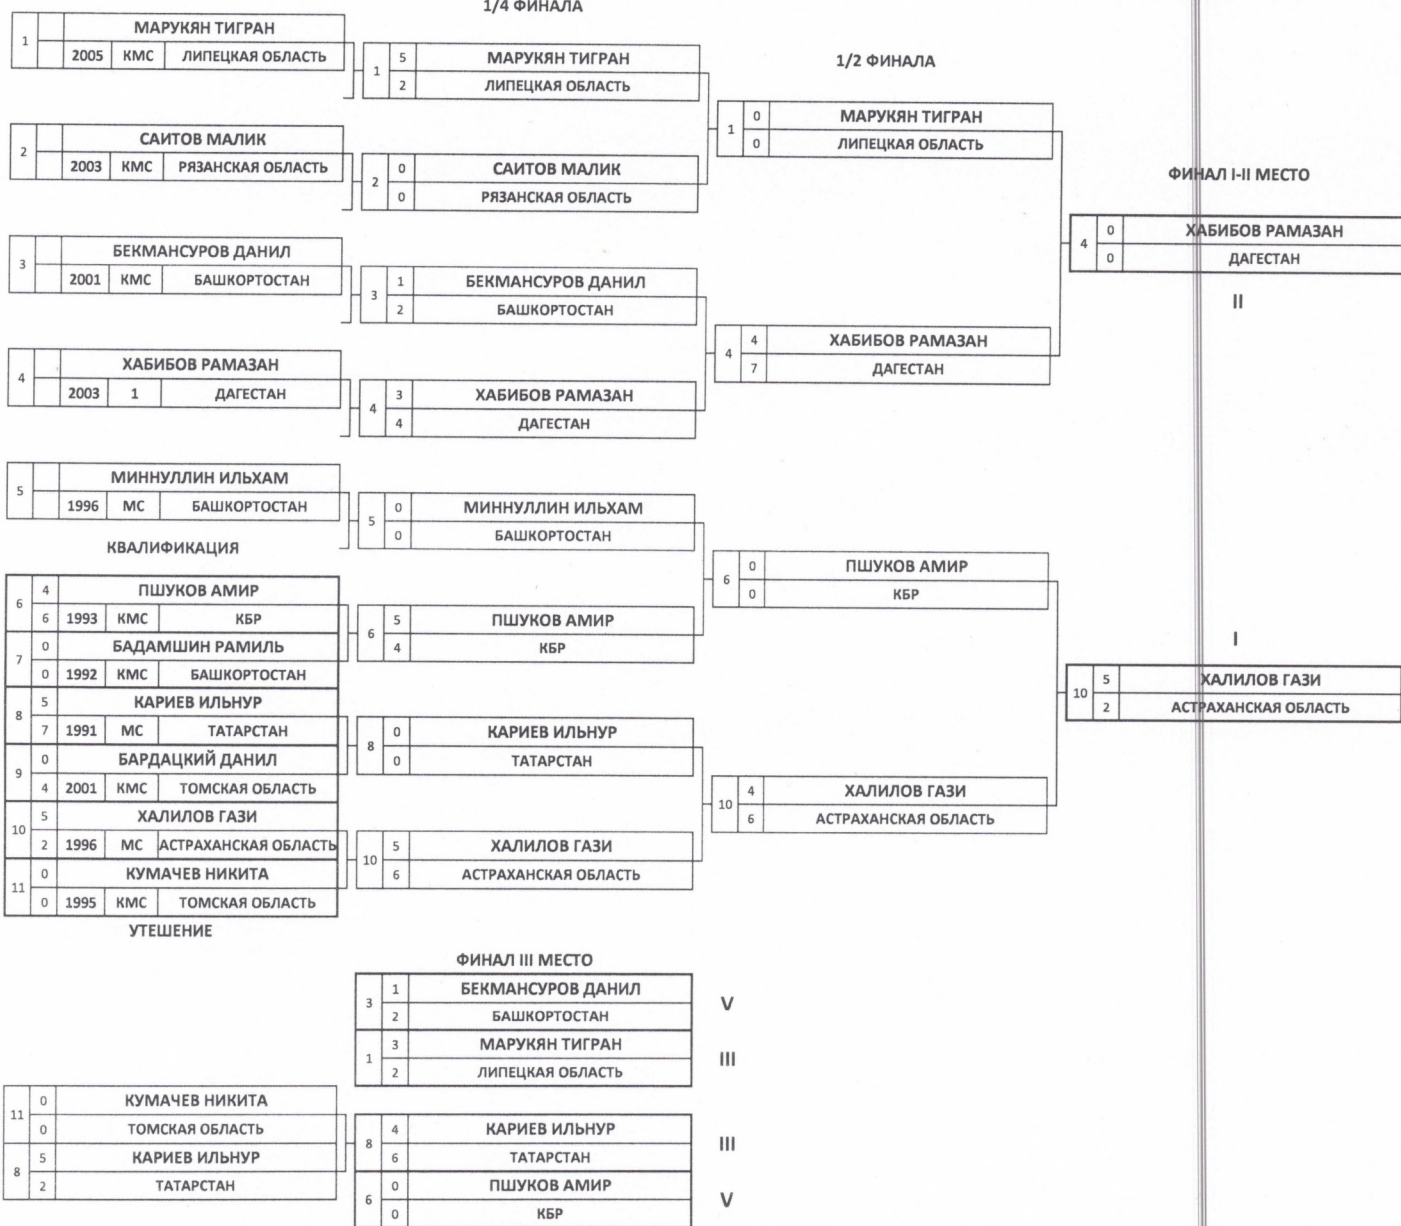 1/4 ФИНАЛА
1
МАРУКЯН ТИГРАН
2005 КМС ЛИПЕЦКАЯ ОБЛАСТЬ
2
САИТОВ МАЛИК
2003 КМС РЯЗАНСКАЯ ОБЛАСТЬ
3
БЕКМАНСУРОВ ДАНИЛ
2001 КМС БАШКОРТОСТАН
4
ХАБИБОВ РАМАЗАН
2003 1 ДАГЕСТАН
5
МИННУЛЛИН ИЛЬХАМ
1996 МС БАШКОРТОСТАН
КВАЛИФИКАЦИЯ
6
4 ПШУКОВ АМИР
6 1993 КМС КБР
7
0 БАДАМШИН РАМИЛЬ
0 1992 КМС БАШКОРТОСТАН
8
5 КАРИЕВ ИЛЬНУР
7 1991 МС ТАТАРСТАН
9
0 БАРДАЦКИЙ ДАНИЛ
4 2001 КМС ТОМСКАЯ ОБЛАСТЬ
10
5 ХАЛИЛОВ ГАЗИ
2 1996 МС АСТРАХАНСКАЯ ОБЛАСТЬ
11
0 КУМАЧЕВ НИКИТА
0 1995 КМС ТОМСКАЯ ОБЛАСТЬ
УТЕШЕНИЕ
1
5 МАРУКЯН ТИГРАН
2 ЛИПЕЦКАЯ ОБЛАСТЬ
2
0 САИТОВ МАЛИК
0 РЯЗАНСКАЯ ОБЛАСТЬ
3
1 БЕКМАНСУРОВ ДАНИЛ
2 БАШКОРТОСТАН
4
3 ХАБИБОВ РАМАЗАН
4 ДАГЕСТАН
5
0 МИННУЛЛИН ИЛЬХАМ
0 БАШКОРТОСТАН
6
5 ПШУКОВ АМИР
4 КБР
8
0 КАРИЕВ ИЛЬНУР
0 ТАТАРСТАН
10
5 ХАЛИЛОВ ГАЗИ
6 АСТРАХАНСКАЯ ОБЛАСТЬ
1/2 ФИНАЛА
1
0 МАРУКЯН ТИГРАН
0 ЛИПЕЦКАЯ ОБЛАСТЬ
4
4 ХАБИБОВ РАМАЗАН
7 ДАГЕСТАН
6
0 ПШУКОВ АМИР
0 КБР
10
4 ХАЛИЛОВ ГАЗИ
6 АСТРАХАНСКАЯ ОБЛАСТЬ
ФИНАЛ I-II МЕСТО
4
0 ХАБИБОВ РАМАЗАН
0 ДАГЕСТАН
II
I
10
5 ХАЛИЛОВ ГАЗИ
2 АСТРАХАНСКАЯ ОБЛАСТЬ
ФИНАЛ III МЕСТО
3
1 БЕКМАНСУРОВ ДАНИЛ
2 БАШКОРТОСТАН
V
1
3 МАРУКЯН ТИГРАН
2 ЛИПЕЦКАЯ ОБЛАСТЬ
III
11
0 КУМАЧЕВ НИКИТА
0 ТОМСКАЯ ОБЛАСТЬ
8
5 КАРИЕВ ИЛЬНУР
2 ТАТАРСТАН
8
4 КАРИЕВ ИЛЬНУР
6 ТАТАРСТАН
III
6
0 ПШУКОВ АМИР
0 КБР
V